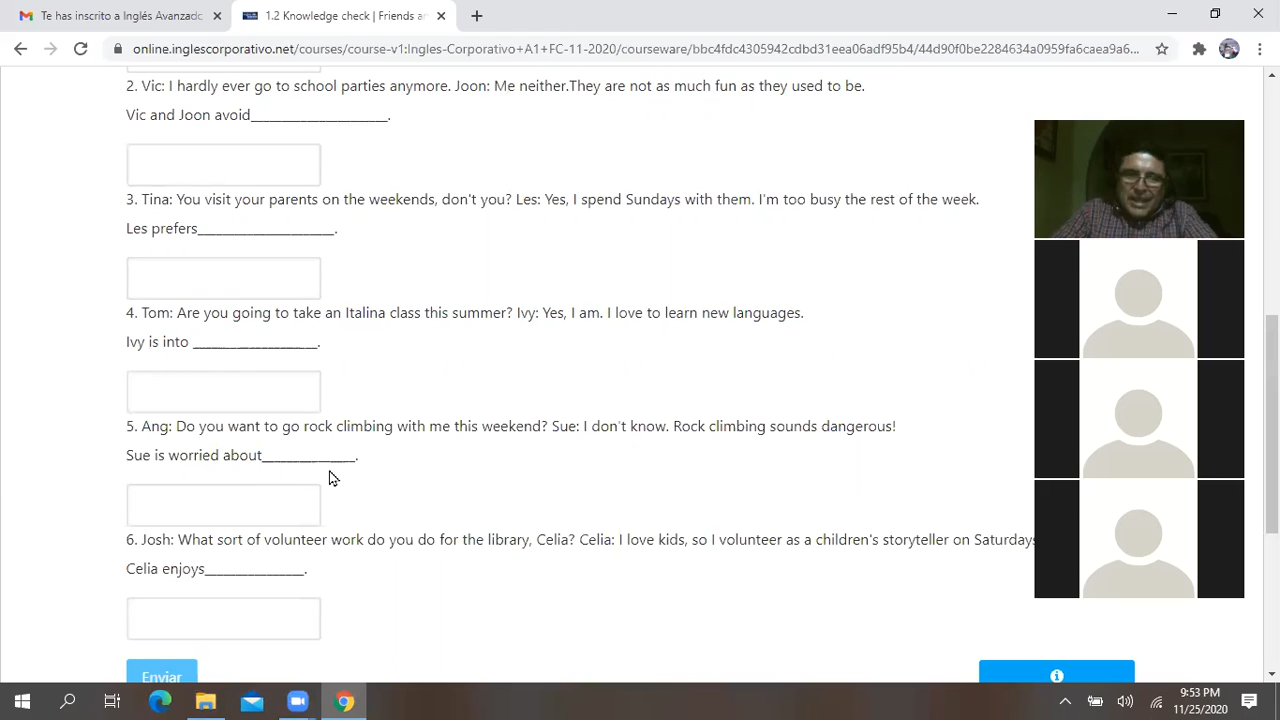 Te has inscrito a Inglés Avanzado
1.2 Knowledge check | Friends a
online.inglescorporativo.net/courses/course-v1:Ingles-Corporativo+A1+FC-11-2020/courseware/bbc4fdc4305942cdbd31eea06adf95b4/44d90f0be2284634a0959fa6caea9a6...
2. Vic: I hardly ever go to school parties anymore. Joon: Me neither.They are not as much fun as they used to be.
Vic and Joon avoid______________________.
3. Tina: You visit your parents on the weekends, don't you? Les: Yes, I spend Sundays with them. I'm too busy the rest of the week.
Les prefers______________________.
4. Tom: Are you going to take an Italina class this summer? Ivy: Yes, I am. I love to learn new languages.
Ivy is into ____________________.
5. Ang: Do you want to go rock climbing with me this weekend? Sue: I don't know. Rock climbing sounds dangerous!
Sue is worried about_______________.
6. Josh: What sort of volunteer work do you do for the library, Celia? Celia: I love kids, so I volunteer as a children's storyteller on Saturdays
Celia enjoys________________.
Enviar
9:53 PM
11/25/2020